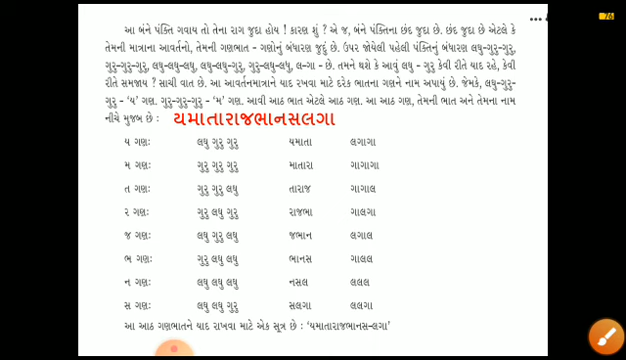 આ બંને પંક્તિ ગવાય તો તેના રાગ જુદા હોય ! કારણ શું ? એ જ, બંને પંક્તિના છંદ જુદા છે. છંદ જુદા છે એટલે કે
તેમની માત્રાના આવર્તનો, તેમની ગણભાત - ગણોનું બંધારણ જુદું છે. ઉપર જોયેલી પહેલી પંક્તિનું બંધારણ લઘુ-ગુરુ-ગુરુ,
ગુરુ-ગુરુ-ગુરુ, લઘુ-લઘુ-લઘુ, લઘુ-લઘુ-ગુરુ, ગુરુ-લઘુ-લઘુ, લ-ગા - છે. તમને થશે કે આવું લઘુ - ગુરુ કેવી રીતે યાદ રહે, કેવી
રીતે સમજાય ? સાચી વાત છે. આ આવર્તનમાત્રાને યાદ રાખવા માટે દરેક ભાતના ગણને નામ અપાયું છે. જેમકે, લઘુ-ગુરુ-
ગુરુ - ‘ય’ ગણ. ગુરુ-ગુરુ-ગુરુ - ‘મ’ ગણ. આવી આઠ ભાત એટલે આઠ ગણ. આ આઠ ગણ, તેમની ભાત અને તેમના નામ
નીચે મુજબ છે : યમાતારાજભાનસલગા
ય ગણઃ લઘુ ગુરુ ગુરુ યમાતા લગાગા
મ ગણઃ ગુરુ ગુરુ ગુરુ માતારા ગાગાગા
ત ગણઃ ગુરુ ગુરુ લઘુ તારાજ ગાગાલ
ર ગણઃ ગુરુ લઘુ ગુરુ રાજભા ગાલગા
જ ગણઃ લઘુ ગુરુ લઘુ જભાન લગાલ
ભ ગણઃ ગુરુ લઘુ લઘુ ભાનસ ગાલલ
ન ગણઃ લઘુ લઘુ લઘુ નસલ લલલ
સ ગણઃ લઘુ લઘુ ગુરુ સલગા લલગા
આ આઠ ગણભાતને યાદ રાખવા માટે એક સૂત્ર છે : ‘યમાતારાજભાનસ-લગા’
76